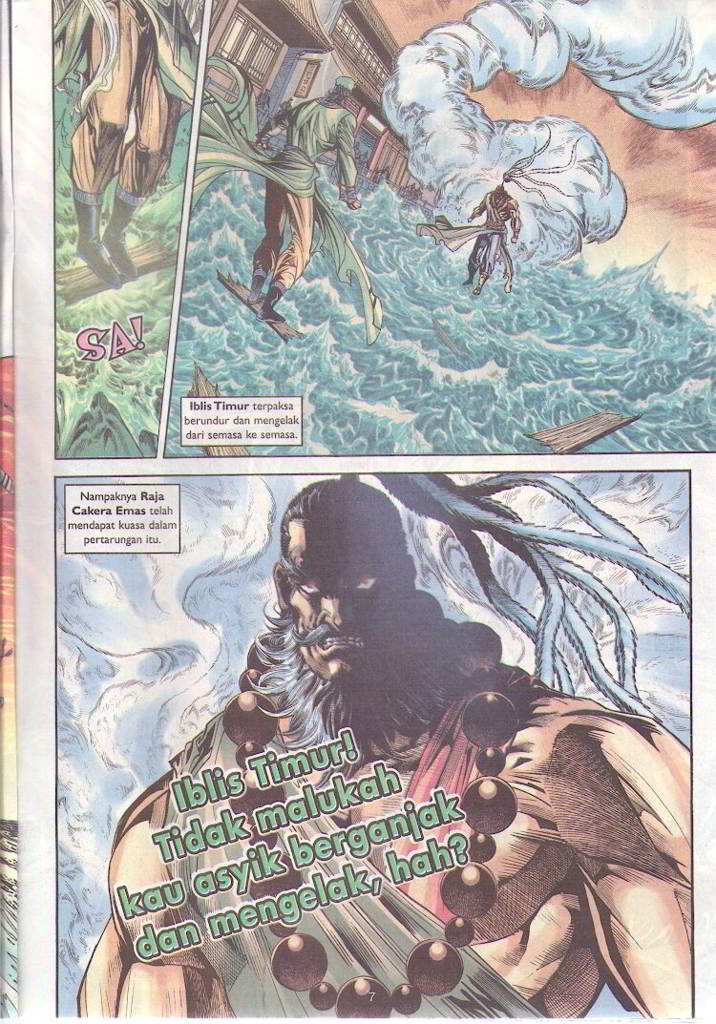 SA!
Iblis Timur terpaksa
berundur dan mengelak
dari semasa ke semasa.
Nampaknya Raja
Cakera Emas telah
mendapat kuasa dalam
pertarungan itu.
Iblis Timur!
Tidak malukah
kau asyik berganjak
dan mengelak, hah?
7